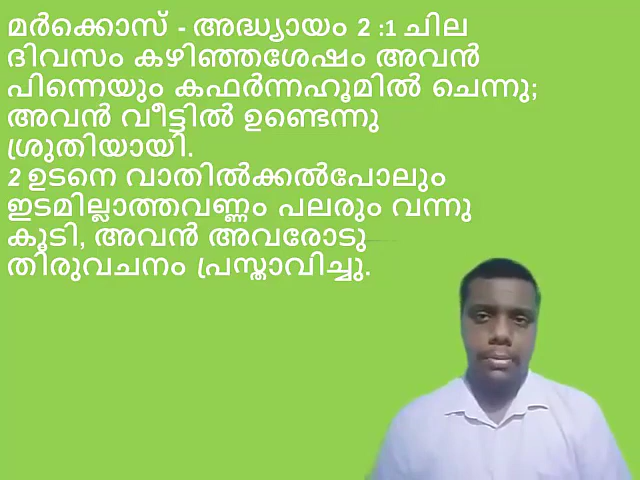 മർക്കൊസ് - അദ്ധ്യായം 2 :1 ചില
ദിവസം കഴിഞ്ഞശേഷം അവൻ
പിന്നെയും കഫർന്നഹൂമിൽ ചെന്നു;
അവൻ വീട്ടിൽ ഉണ്ടെന്നു
ശ്രുതിയായി.
2 ഉടനെ വാതിൽക്കൽപോലും
ഇടമില്ലാത്തവണ്ണം പലരും വന്നു
കൂടി, അവൻ അവരോടു
തിരുവചനം പ്രസ്താവിച്ചു.